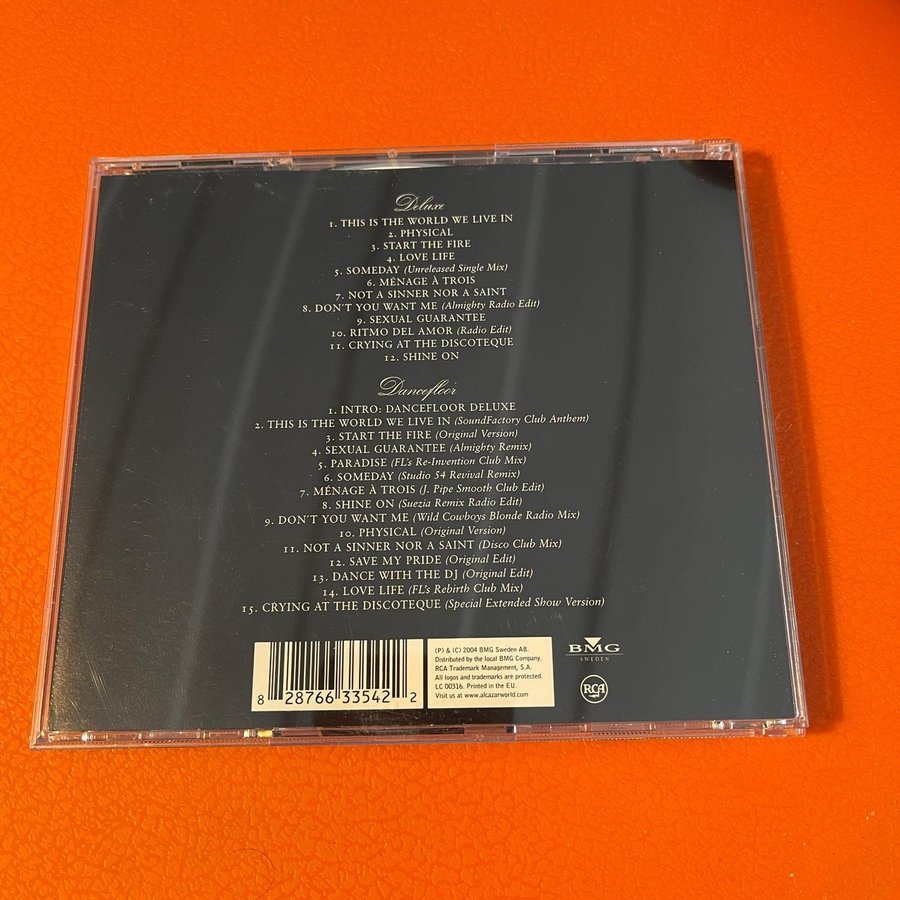 Deluxe
1. THIS IS THE WORLD WE LIVE IN
2. PHYSICAL
3. START THE FIRE
4. LOVE LIFE
5. SOMEDAY (Unreleased Single Mix)
6. MÉNAGE À TROIS
7. NOT A SINNER NOR A SAINT
8. DON'T YOU WANT ME (Almighty Radio Edit)
9. SEXUAL GUARANTEE
10. RITMO DEL AMOR (Radio Edit)
11. CRYING AT THE DISCOTEQUE
12. SHINE ON
Dancefloor
1. INTRO: DANCEFLOOR DELUXE
2. THIS IS THE WORLD WE LIVE IN (SoundFactory Club Anthem)
3. START THE FIRE (Original Version)
4. SEXUAL GUARANTEE (Almighty Remix)
5. PARADISE (FL's Re-Invention Club Mix)
6. SOMEDAY (Studio 54 Revival Remix)
7. MÉNAGE À TROIS (J. Pipe Smooth Club Edit)
8. SHINE ON (Suezia Remix Radio Edit)
9. DON'T YOU WANT ME (Wild Cowboys Blonde Radio Mix)
10. PHYSICAL (Original Version)
11. NOT A SINNER NOR A SAINT (Disco Club Mix)
12. SAVE MY PRIDE (Original Edit)
13. DANCE WITH THE DJ (Original Edit)
14. LOVE LIFE (FL's Rebirth Club Mix)
15. CRYING AT THE DISCOTEQUE (Special Extended Show Version)
8 28766 33542 2
(P) & (C) 2004 BMG Sweden AB.
Distributed by the local BMG Company.
RCA Trademark Management, S.A.
All logos and trademarks are protected.
LC 00316. Printed in the EU.
Visit us at www.alcazarworld.com
BMG
SWEDEN
RCA